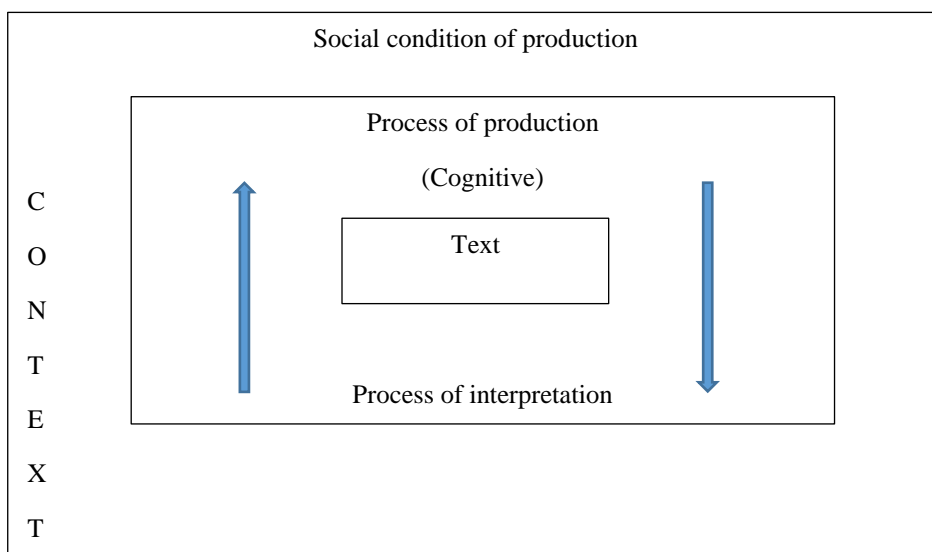 Social condition of production
Process of production
(Cognitive)
Text
Process of interpretation
C
O
N
T
E
X
T